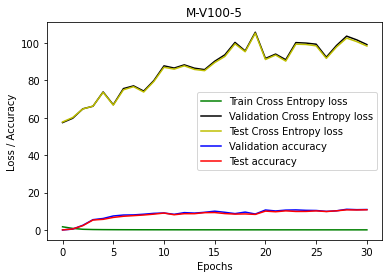 M-V100-5
Loss / Accuracy
100
80
60
40
20
0
Train Cross Entropy loss
Validation Cross Entropy loss
Test Cross Entropy loss
Validation accuracy
Test accuracy
0 5 10 15 20 25 30
Epochs